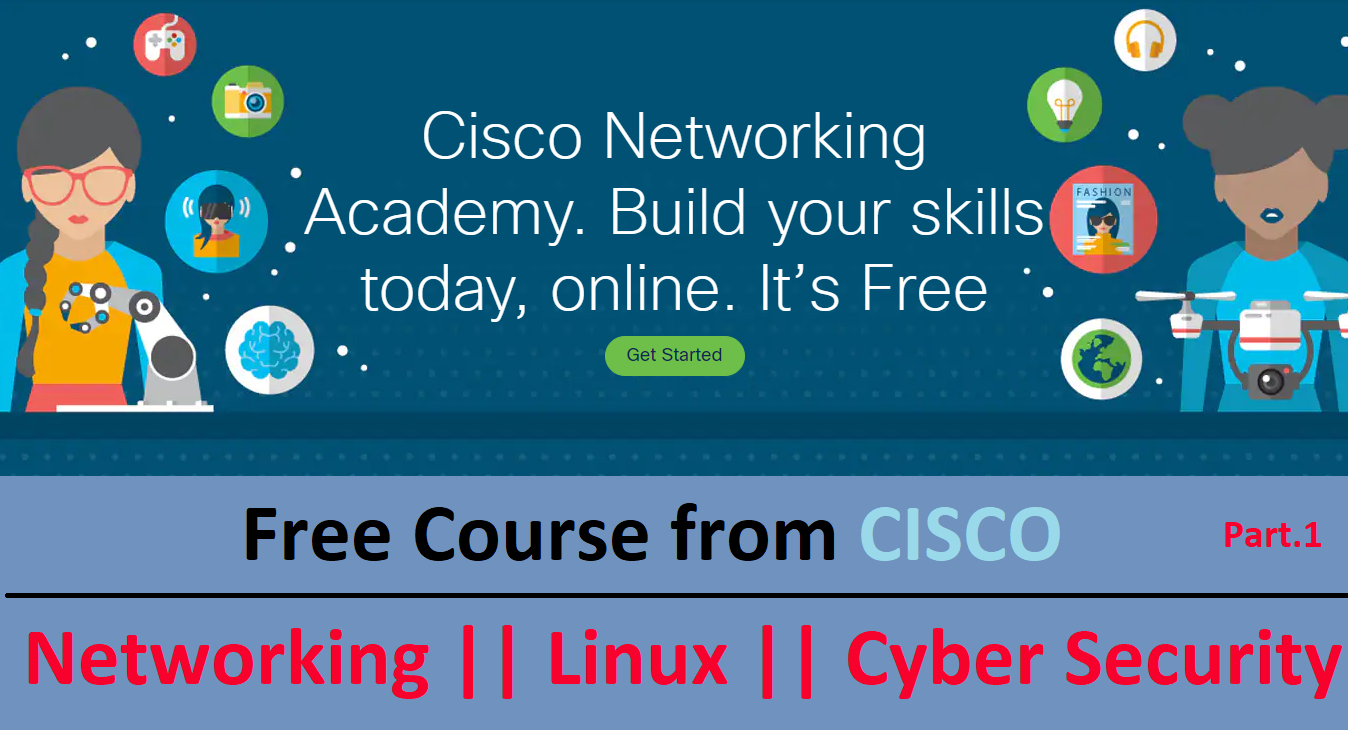 Cisco Networking
Academy. Build your skills
today, online. It's Free
Get Started
FASHION
Free Course from CISCO
Part.1
Networking || Linux || Cyber Security